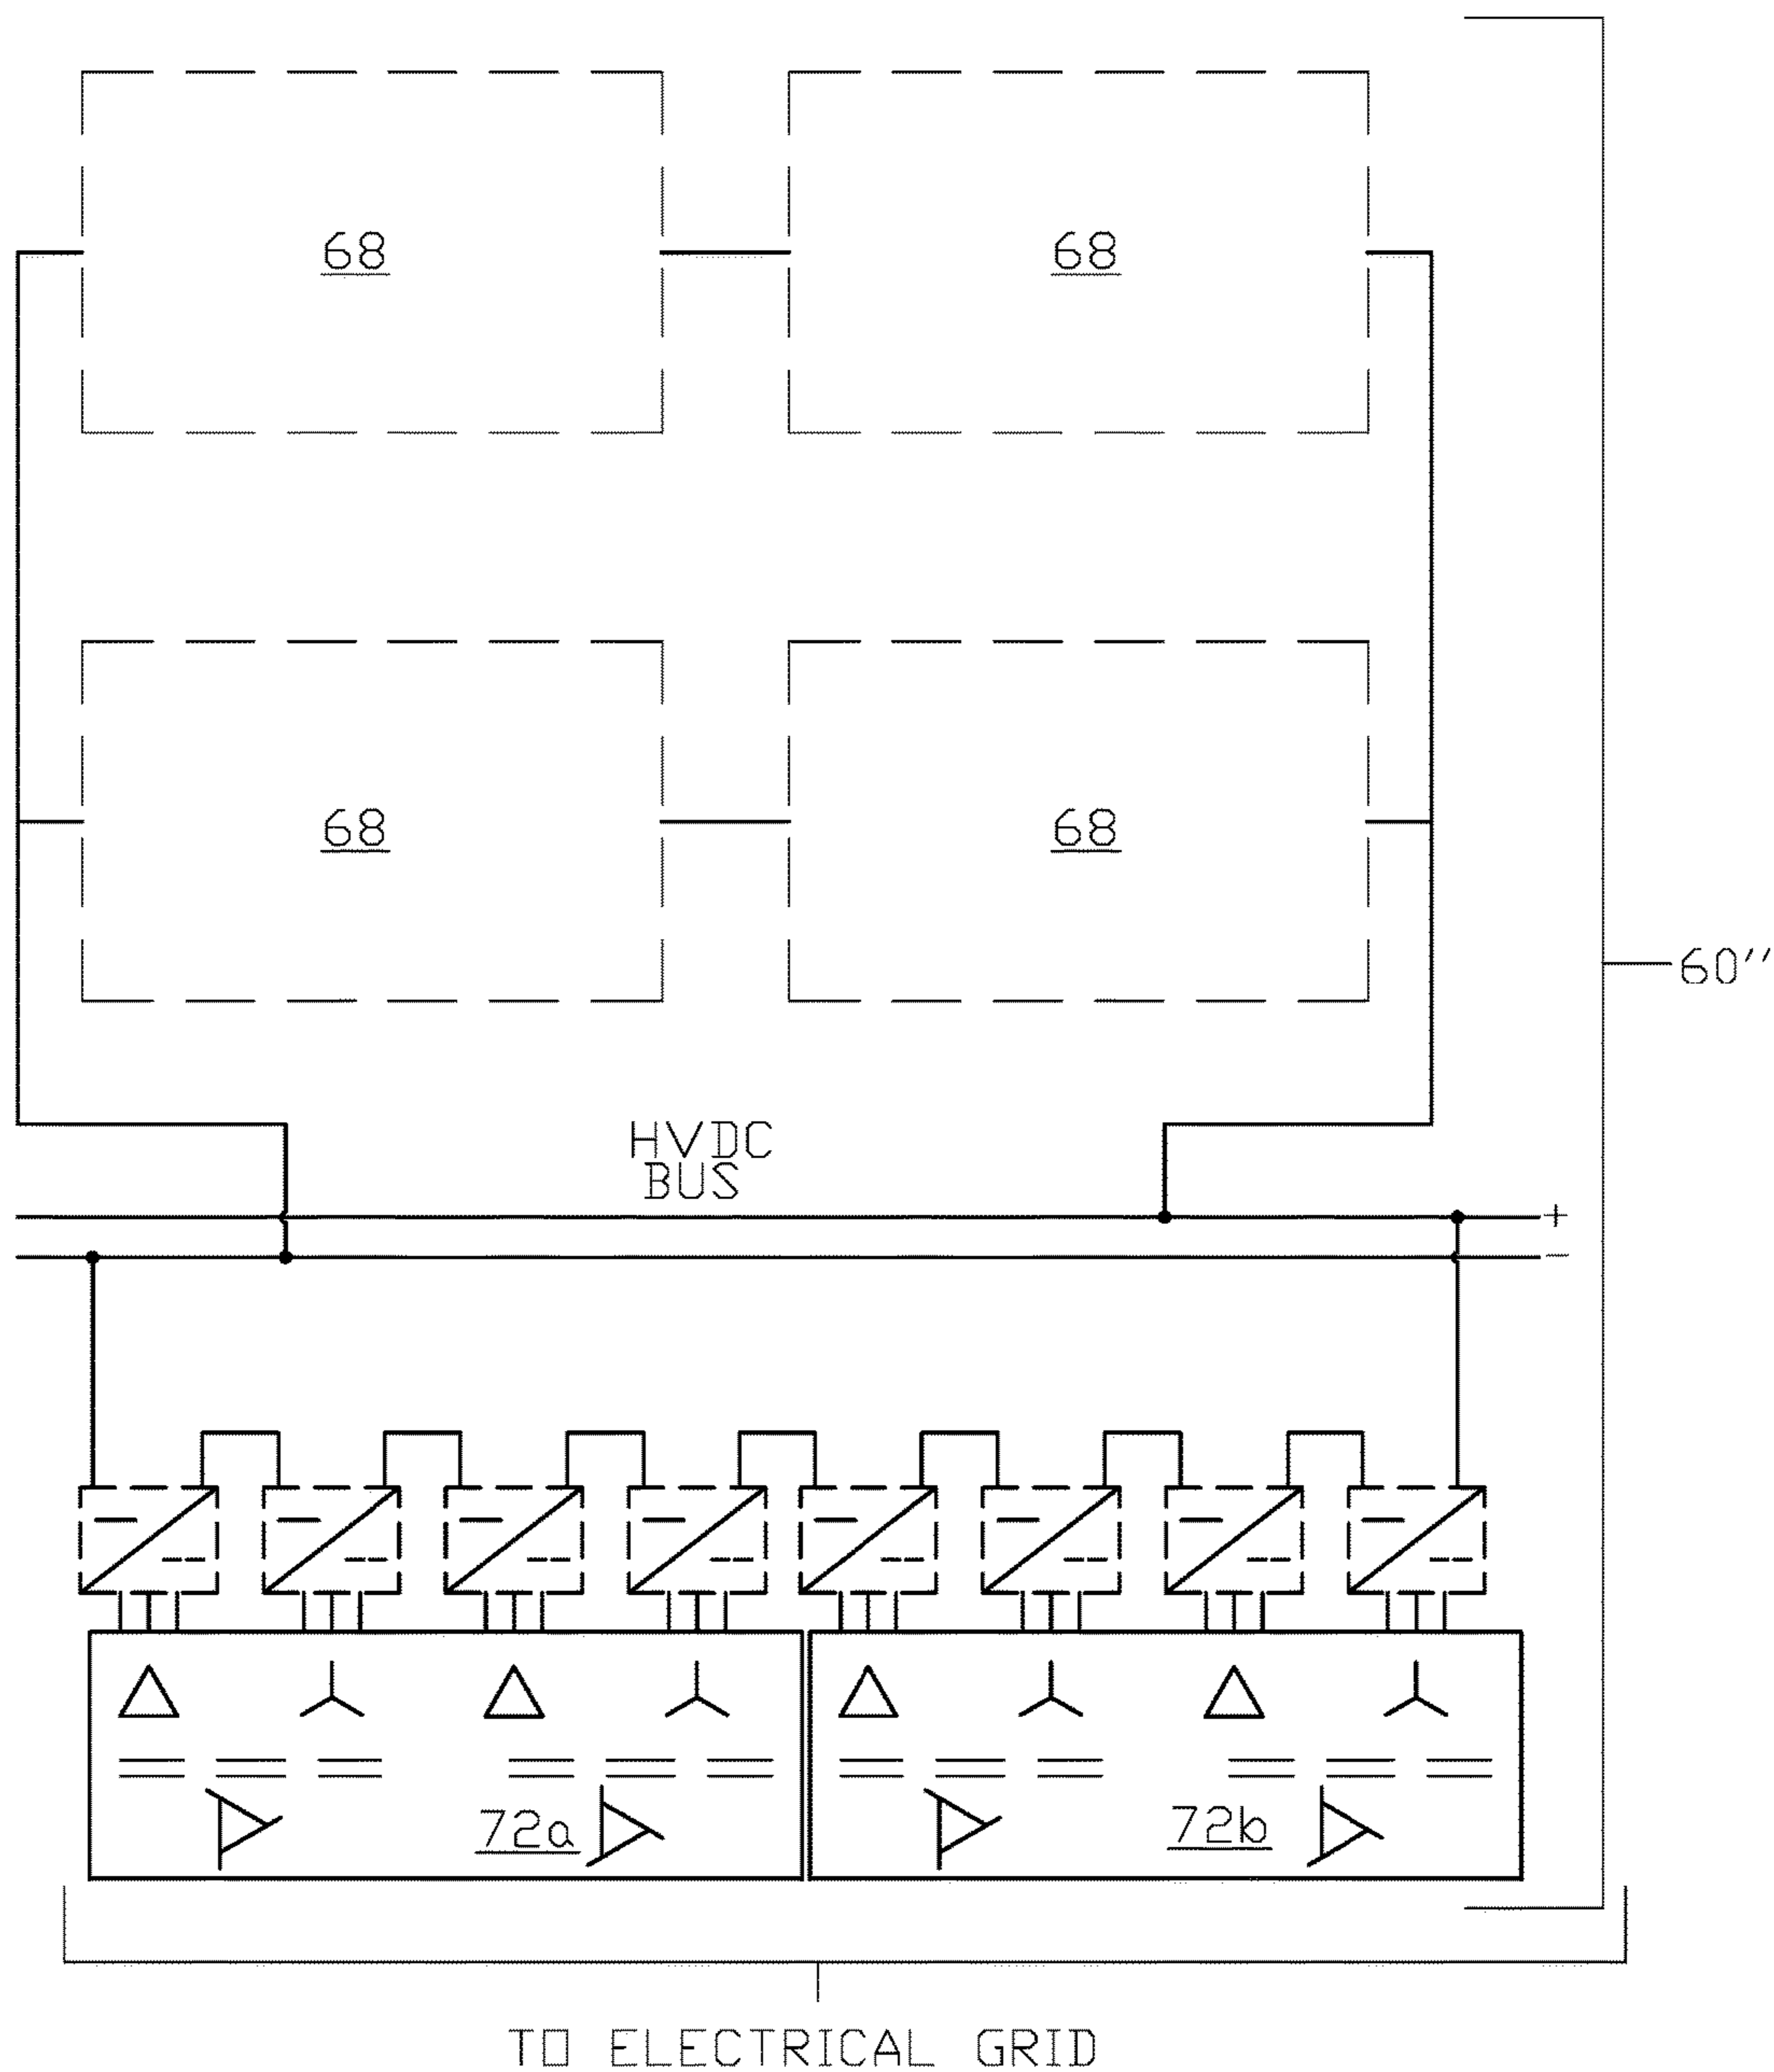 68 68
68 68
60″
HVDC
BUS
+
−
72a 72b
TO ELECTRICAL GRID